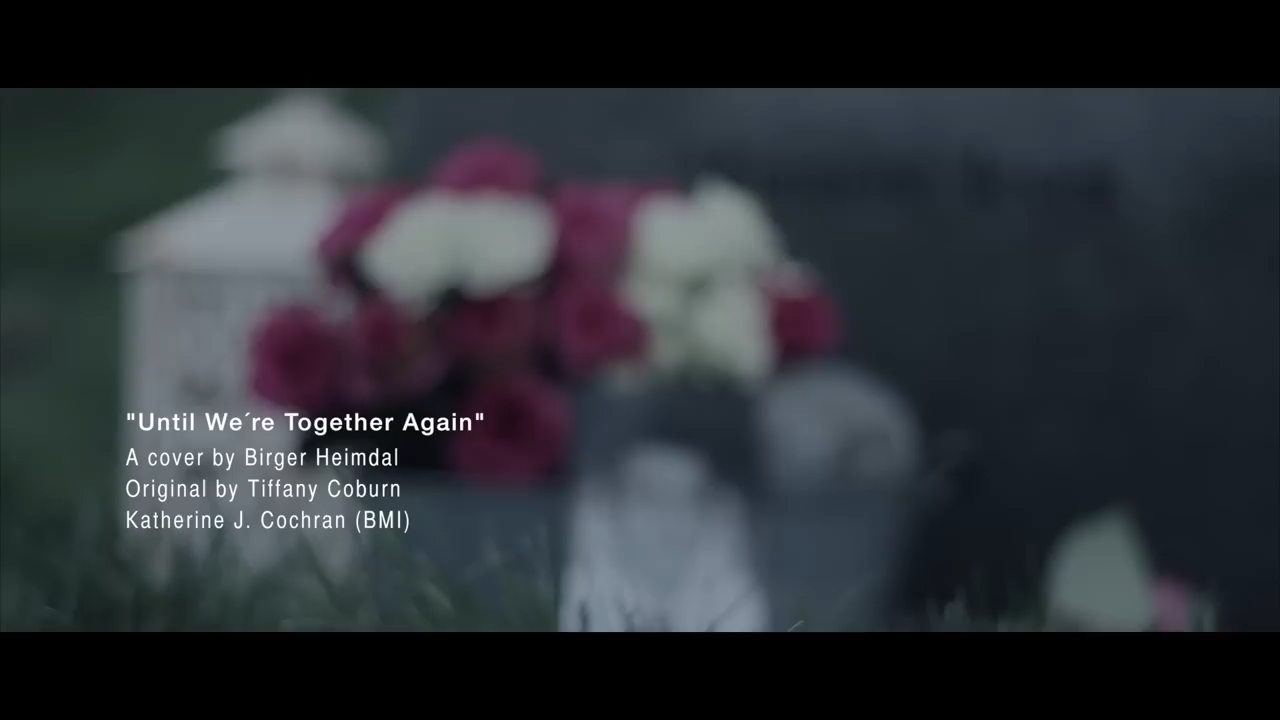 "Until We´re Together Again"
A cover by Birger Heimdal
Original by Tiffany Coburn
Katherine J. Cochran (BMI)